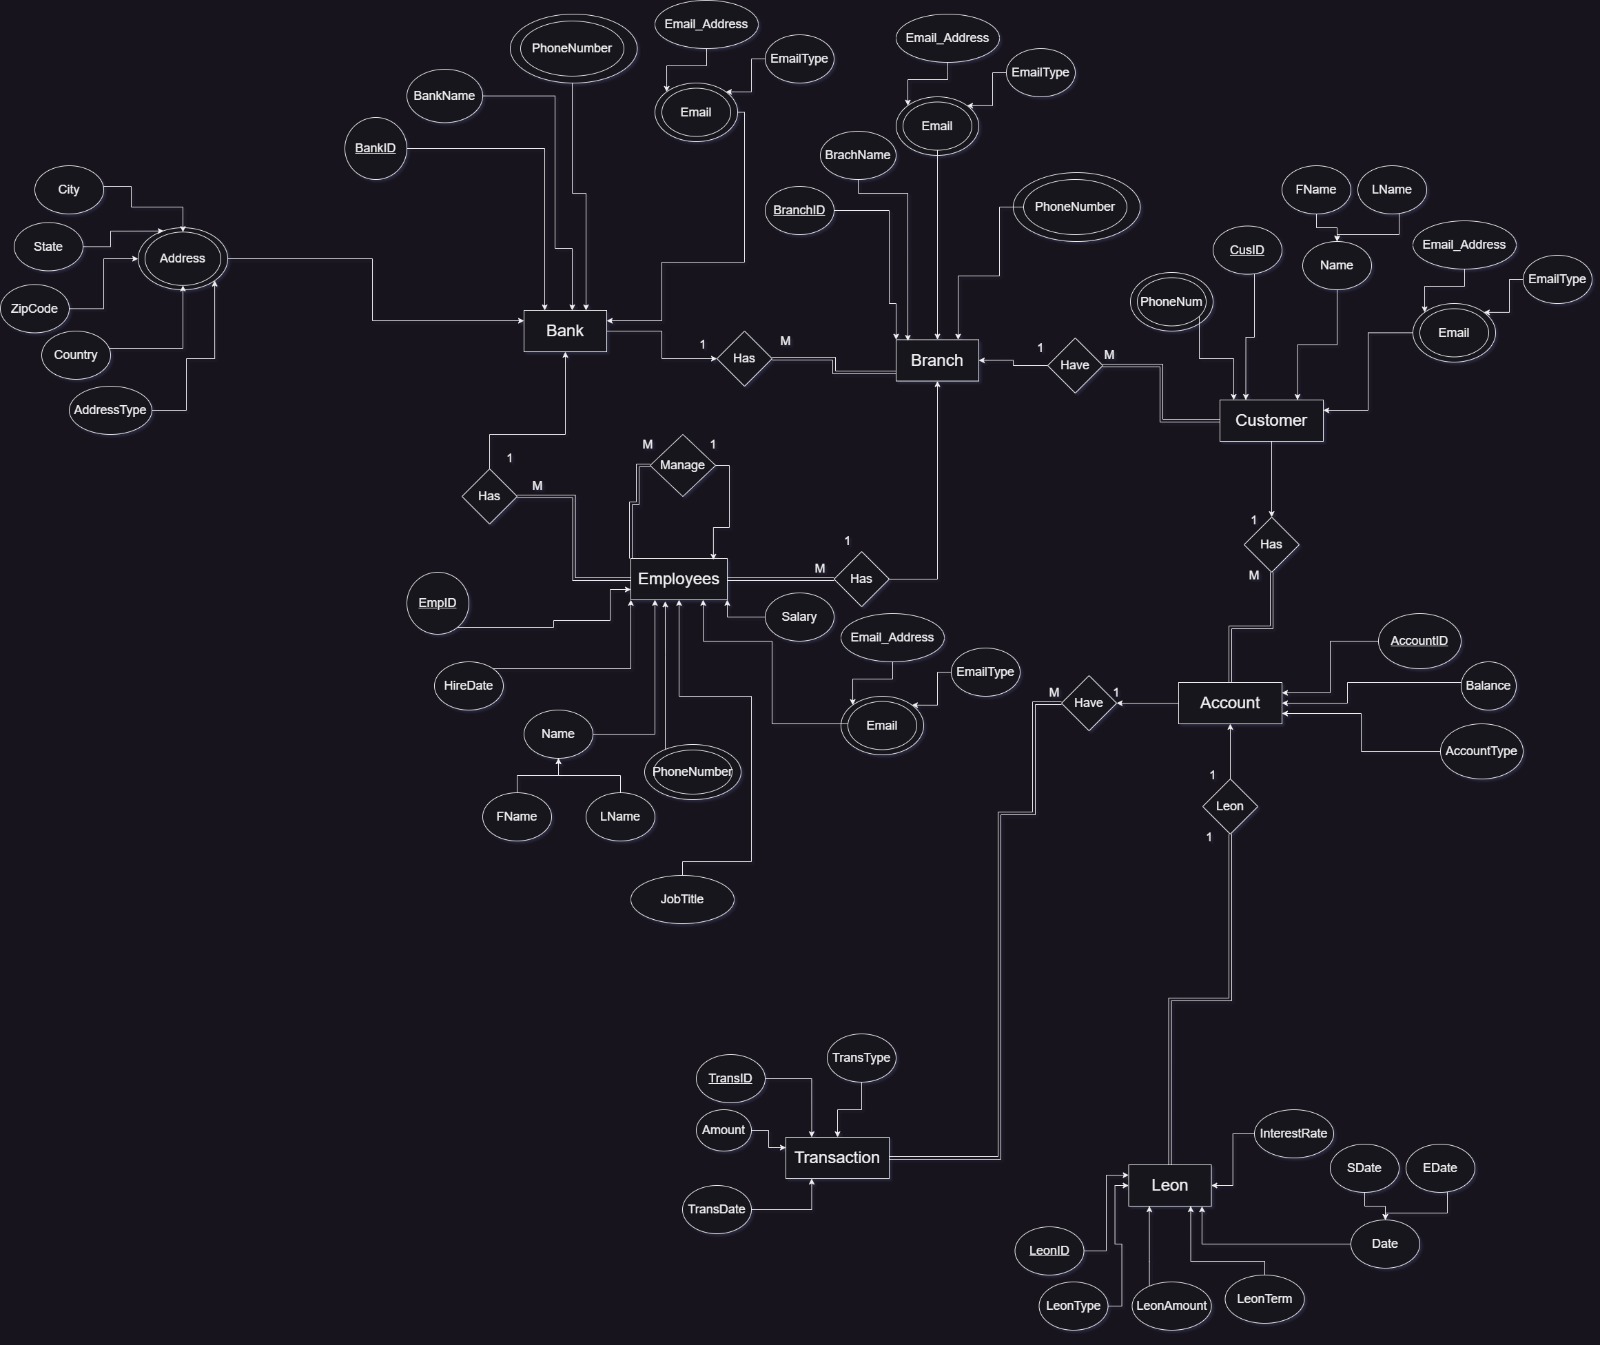 Email_Address
PhoneNumber
EmailType
Email
BankName
BankID
Email_Address
EmailType
Email
BrachName
BranchID
PhoneNumber
City
State
Address
ZipCode
Country
AddressType
FName
LName
CusID
Name
PhoneNum
Email_Address
EmailType
Email
Bank
1
Has
M
Branch
1
Have
M
Customer
1
Has
M
M
Manage
1
Employees
M
1
Has
1
Has
M
EmpID
HireDate
Salary
Email_Address
EmailType
Email
Name
FName
LName
PhoneNumber
JobTitle
M
Have
1
Account
AccountID
Balance
AccountType
1
Leon
1
TransType
TransID
Amount
Transaction
TransDate
InterestRate
SDate
EDate
Leon
Date
LeonID
LeonType
LeonAmount
LeonTerm